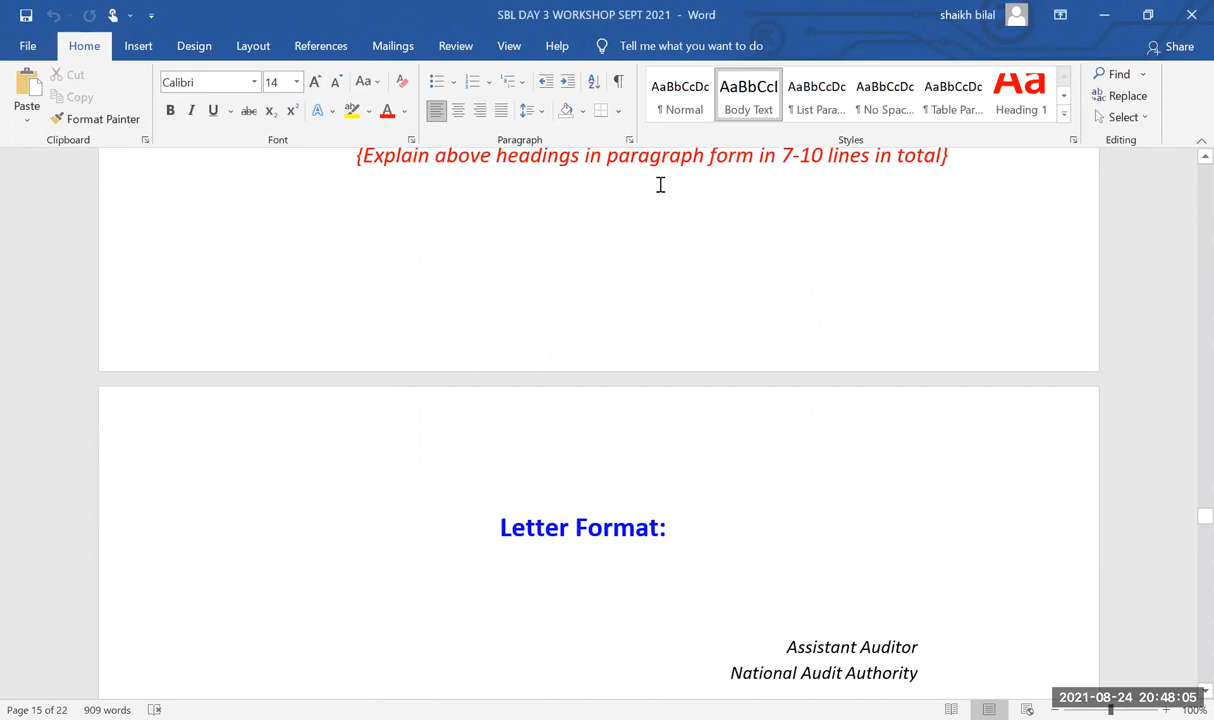 SBL DAY 3 WORKSHOP SEPT 2021 - Word
shaikh bilal
File Home Insert Design Layout References Mailings Review View Help Tell me what you want to do Share
Paste
Cut
Copy
Format Painter
Clipboard
Calibri 14
Font
Paragraph
AaBbCcDc ¶ Normal
AaBbCcI Body Text
AaBbCcDc ¶ List Para...
AaBbCcDc ¶ No Spac...
AaBbCcDc ¶ Table Par...
Aa Heading 1
Styles
Find
Replace
Select
Editing
{Explain above headings in paragraph form in 7-10 lines in total}
Letter Format:
Assistant Auditor
National Audit Authority
Page 15 of 22 909 words
2021-08-24 20:48:05
100%